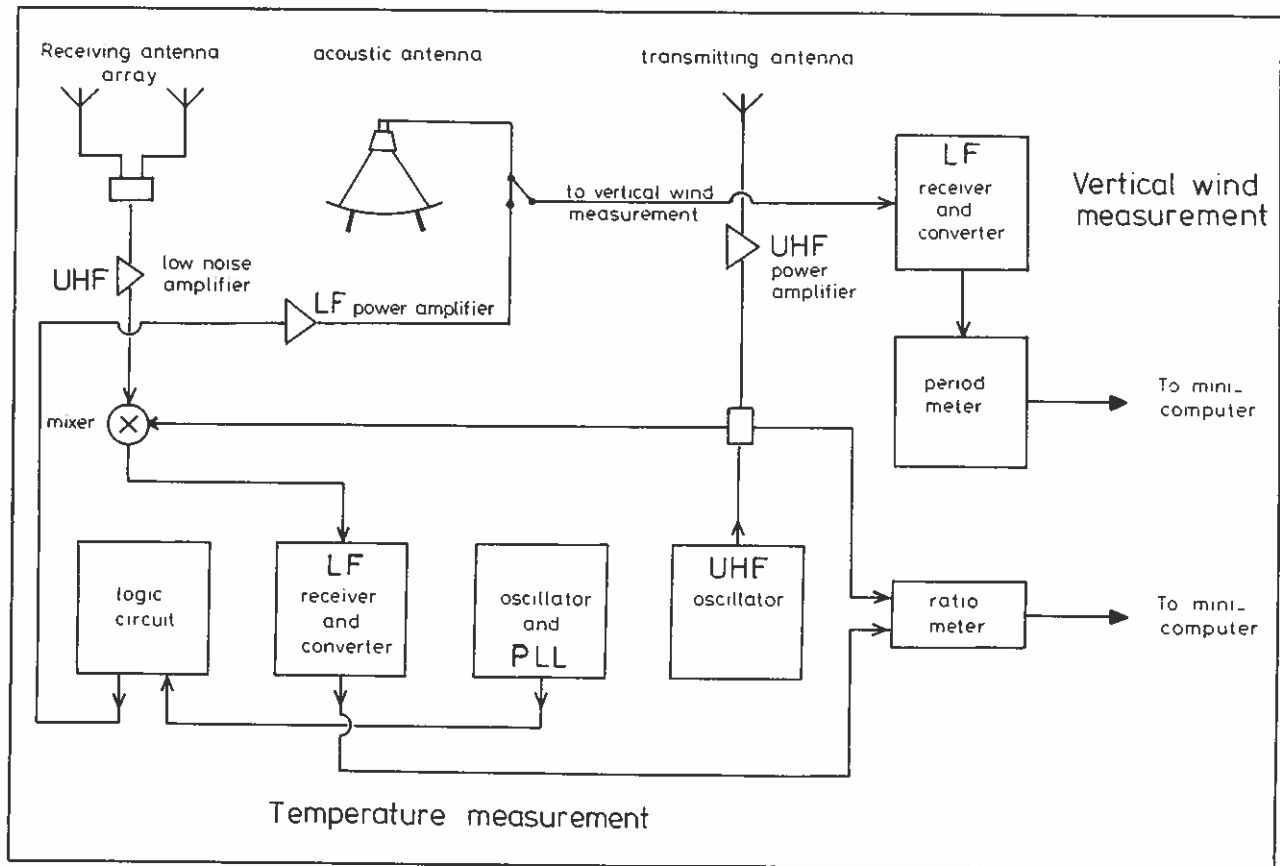 Receiving antenna
array
acoustic antenna
transmitting antenna
LF
receiver
and
converter
Vertical wind
measurement
to vertical wind
measurement
UHF
power
amplifier
UHF
low noise
amplifier
LF power amplifier
period
meter
To mini-
computer
mixer
logic
circuit
LF
receiver
and
converter
oscillator
and
PLL
UHF
oscillator
ratio
meter
To mini-
computer
Temperature measurement